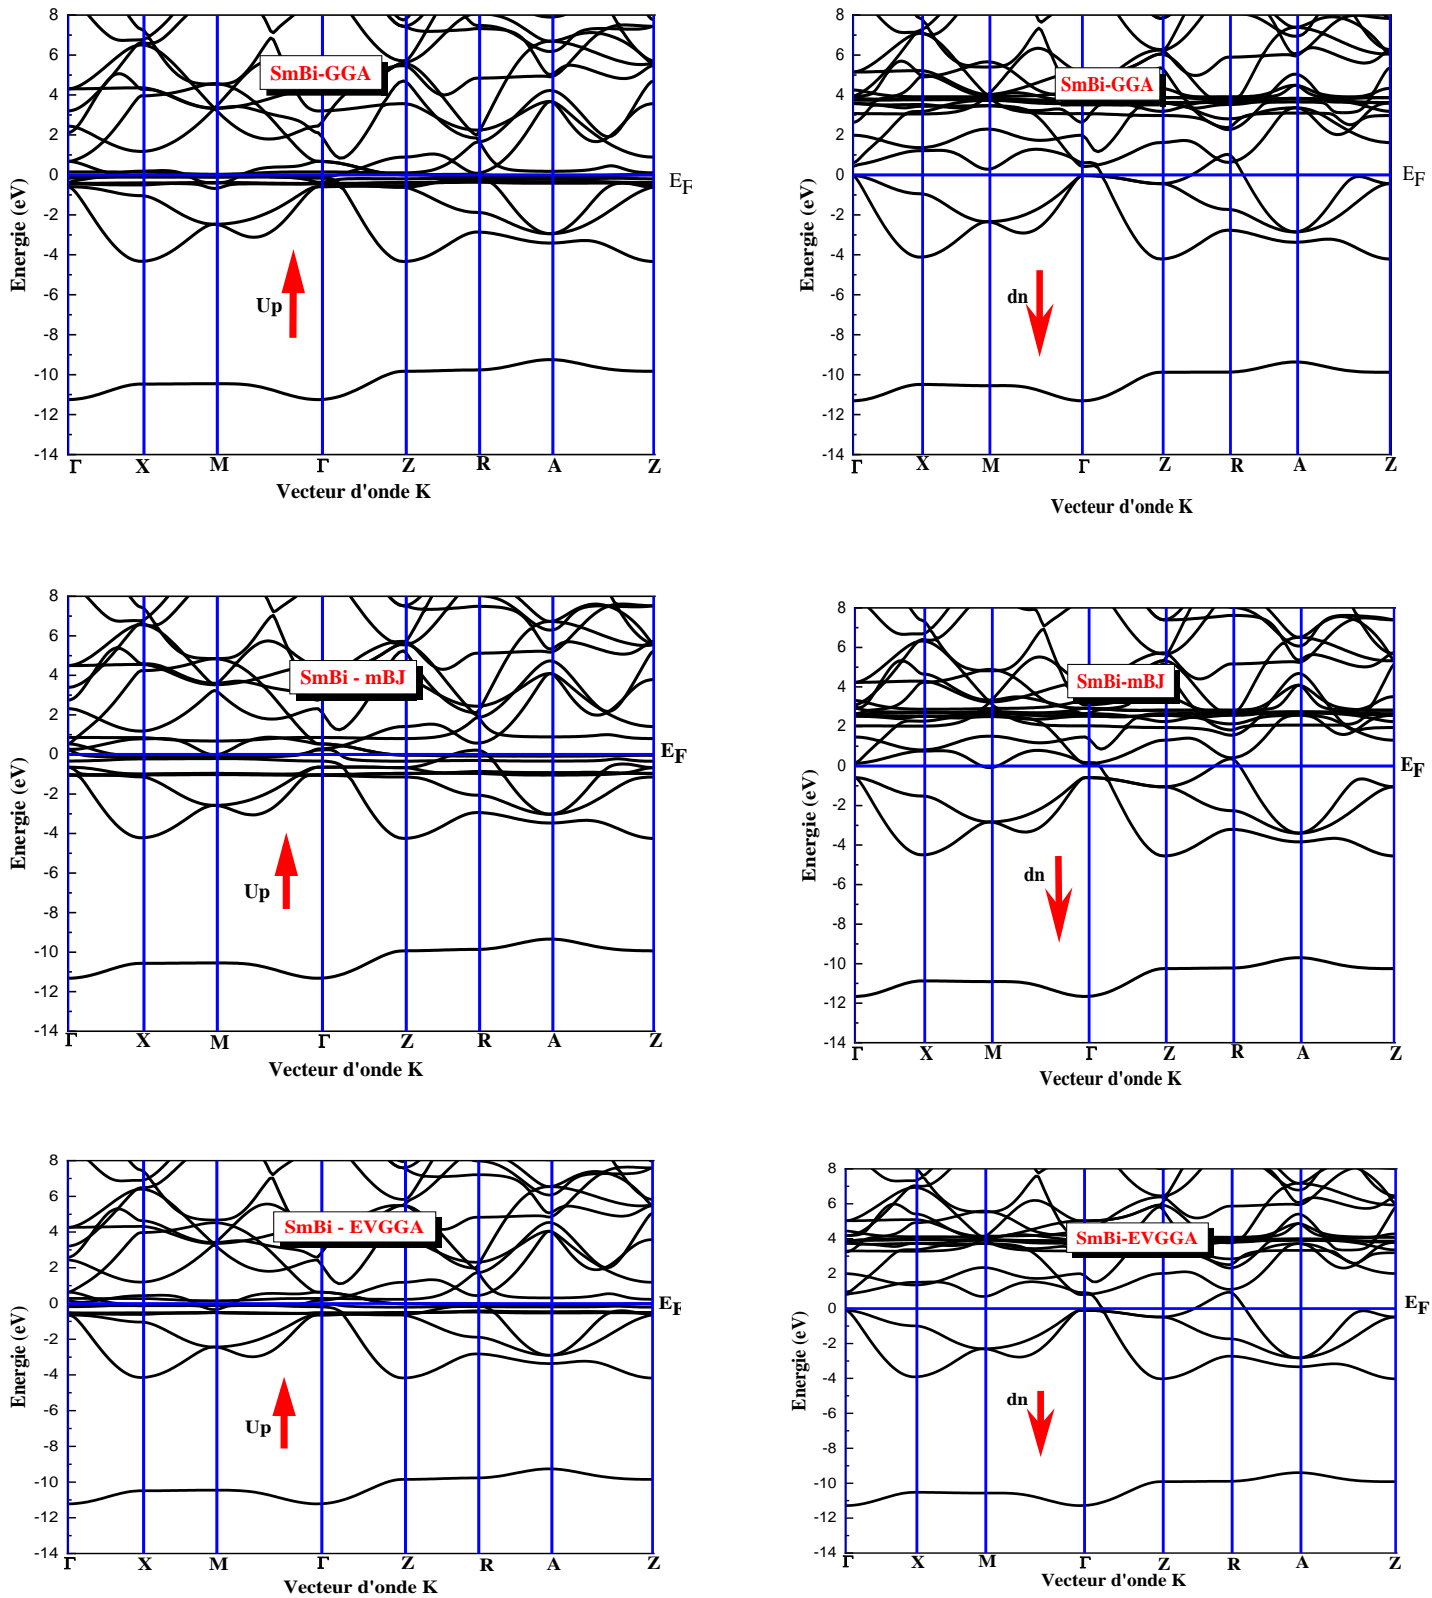 8
6
4
2
0
-2
-4
-6
-8
-10
-12
-14
Energie (eV)
SmBi-GGA
E_F
Up
Γ X M Γ Z R A Z
Vecteur d'onde K
8
6
4
2
0
-2
-4
-6
-8
-10
-12
-14
Energie (eV)
SmBi-GGA
E_F
dn
Γ X M Γ Z R A Z
Vecteur d'onde K
8
6
4
2
0
-2
-4
-6
-8
-10
-12
-14
Energie (eV)
SmBi - mBJ
E_F
Up
Γ X M Γ Z R A Z
Vecteur d'onde K
8
6
4
2
0
-2
-4
-6
-8
-10
-12
-14
Energie (eV)
SmBi-mBJ
E_F
dn
Γ X M Γ Z R A Z
Vecteur d'onde K
8
6
4
2
0
-2
-4
-6
-8
-10
-12
-14
Energie (eV)
SmBi - EVGGA
E_F
Up
Γ X M Γ Z R A Z
Vecteur d'onde K
8
6
4
2
0
-2
-4
-6
-8
-10
-12
-14
Energie (eV)
SmBi-EVGGA
E_F
dn
Γ X M Γ Z R A Z
Vecteur d'onde K